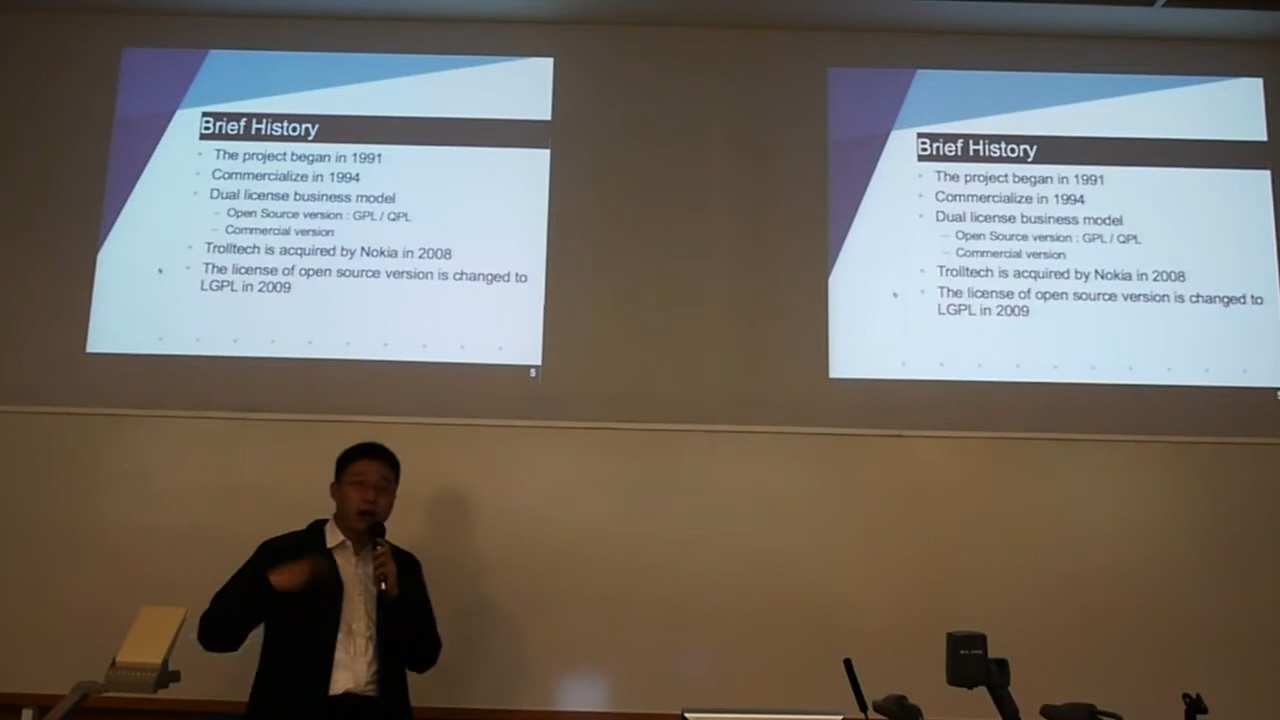 Brief History
The project began in 1991
Commercialize in 1994
Dual license business model
Open Source version : GPL / QPL
Commercial version
Trolltech is acquired by Nokia in 2008
The license of open source version is changed to
LGPL in 2009
5
Brief History
The project began in 1991
Commercialize in 1994
Dual license business model
Open Source version : GPL / QPL
Commercial version
Trolltech is acquired by Nokia in 2008
The license of open source version is changed to
LGPL in 2009